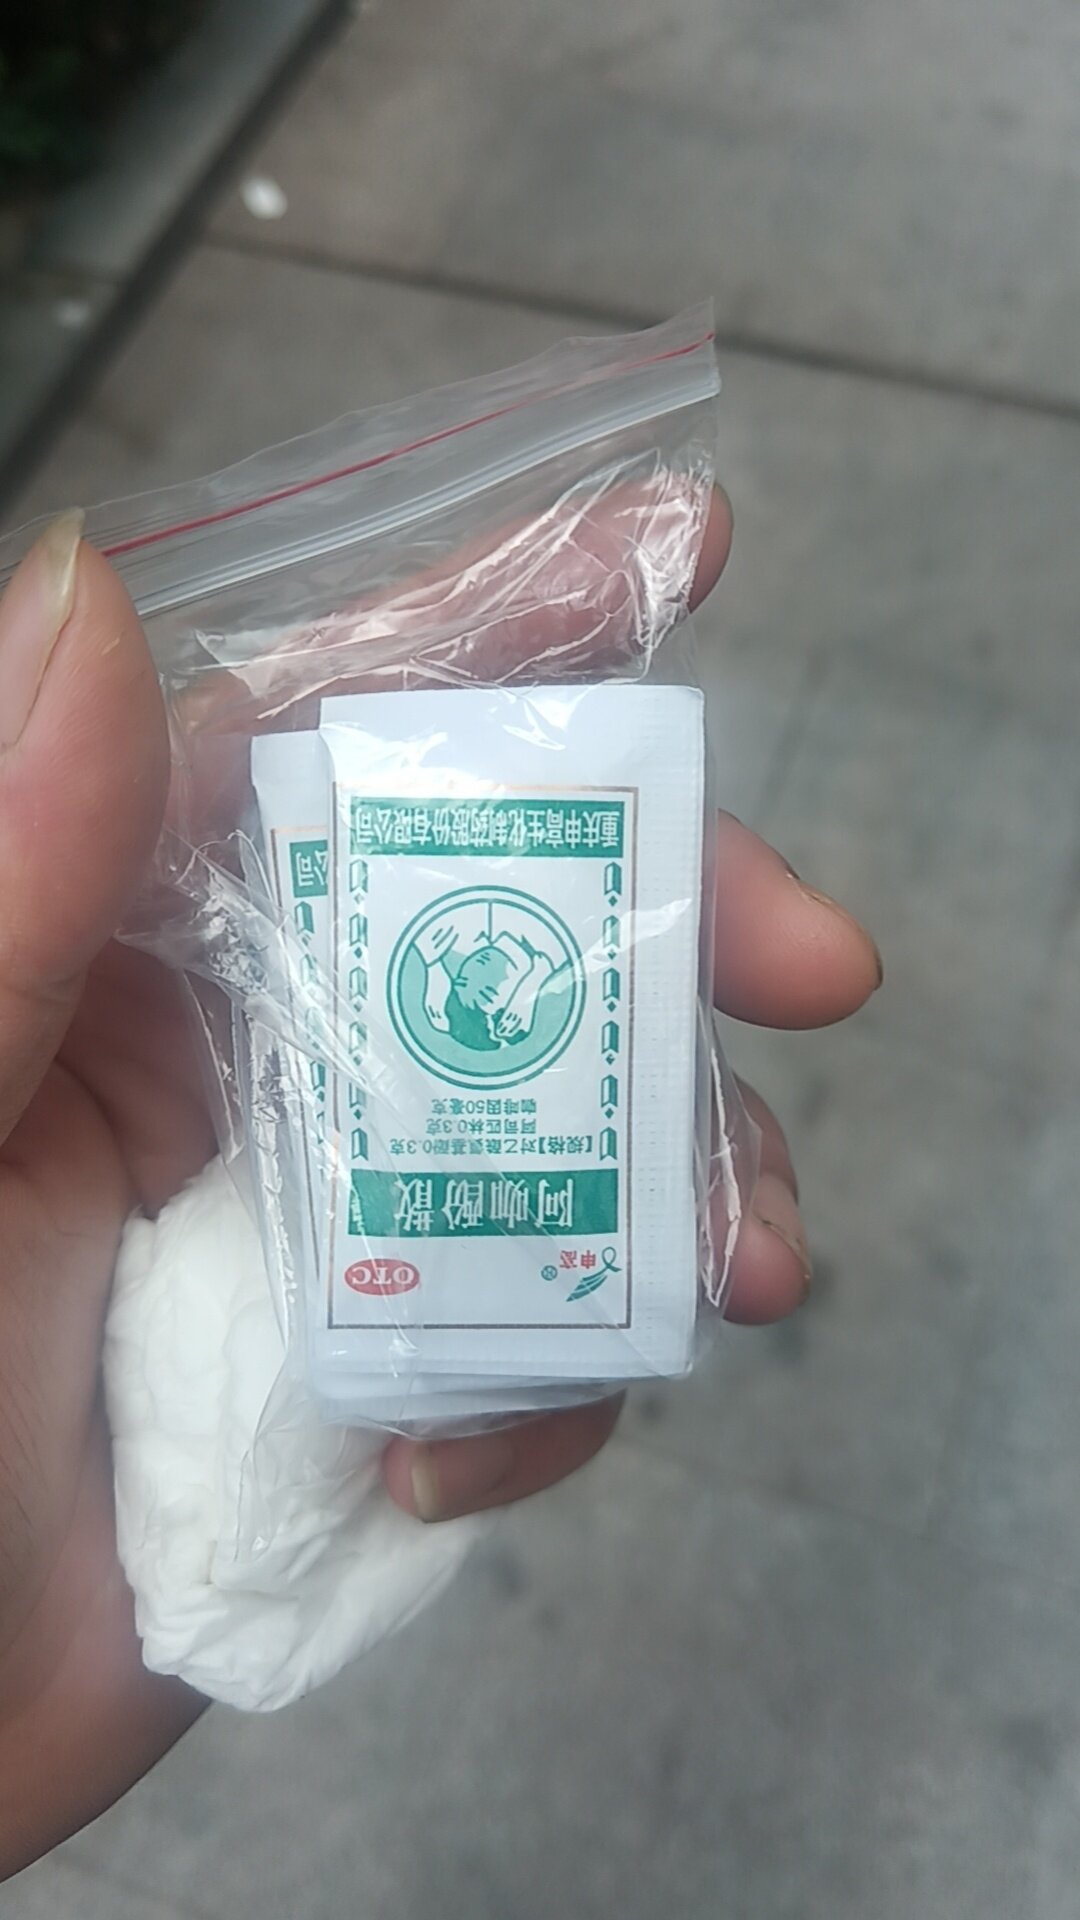 申高®
OTC
阿咖酚散
【规格】对乙酰氨基酚0.3克
阿司匹林0.3克
咖啡因50毫克
重庆申高生化制药股份有限公司
公司